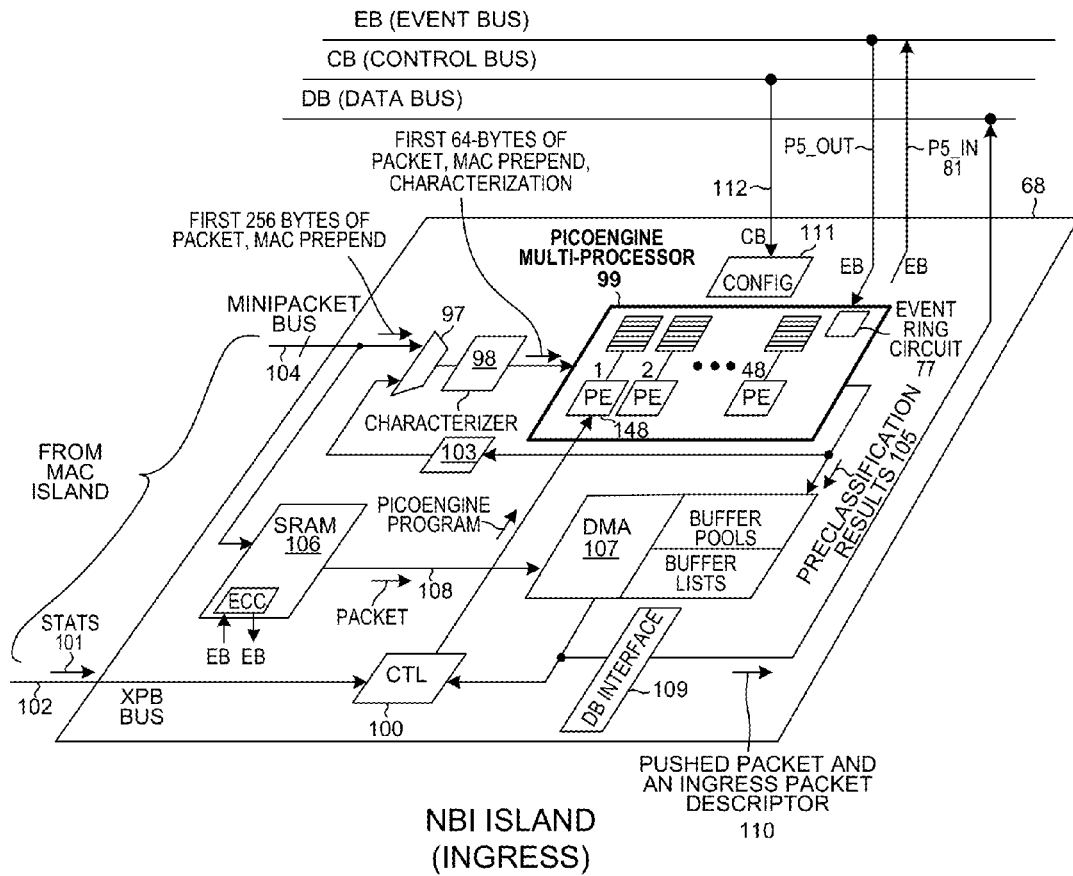 EB (EVENT BUS)
CB (CONTROL BUS)
DB (DATA BUS)
FIRST 64-BYTES OF
PACKET, MAC PREPEND,
CHARACTERIZATION
P5_OUT
P5_IN
81
112
68
FIRST 256 BYTES OF
PACKET, MAC PREPEND
PICOENGINE
MULTI-PROCESSOR
99
CB
111
CONFIG
EB
EB
MINIPACKET
BUS
97
104
98
CHARACTERIZER
103
EVENT
RING
CIRCUIT
77
1
2
48
PE
PE
PE
148
FROM
MAC
ISLAND
PICOENGINE
PROGRAM
SRAM
106
ECC
EB
EB
PACKET
108
DMA
107
BUFFER
POOLS
BUFFER
LISTS
PRECLASSIFICATION
RESULTS 105
STATS
101
102
XPB
BUS
CTL
100
DB INTERFACE
109
PUSHED PACKET AND
AN INGRESS PACKET
DESCRIPTOR
110
NBI ISLAND
(INGRESS)